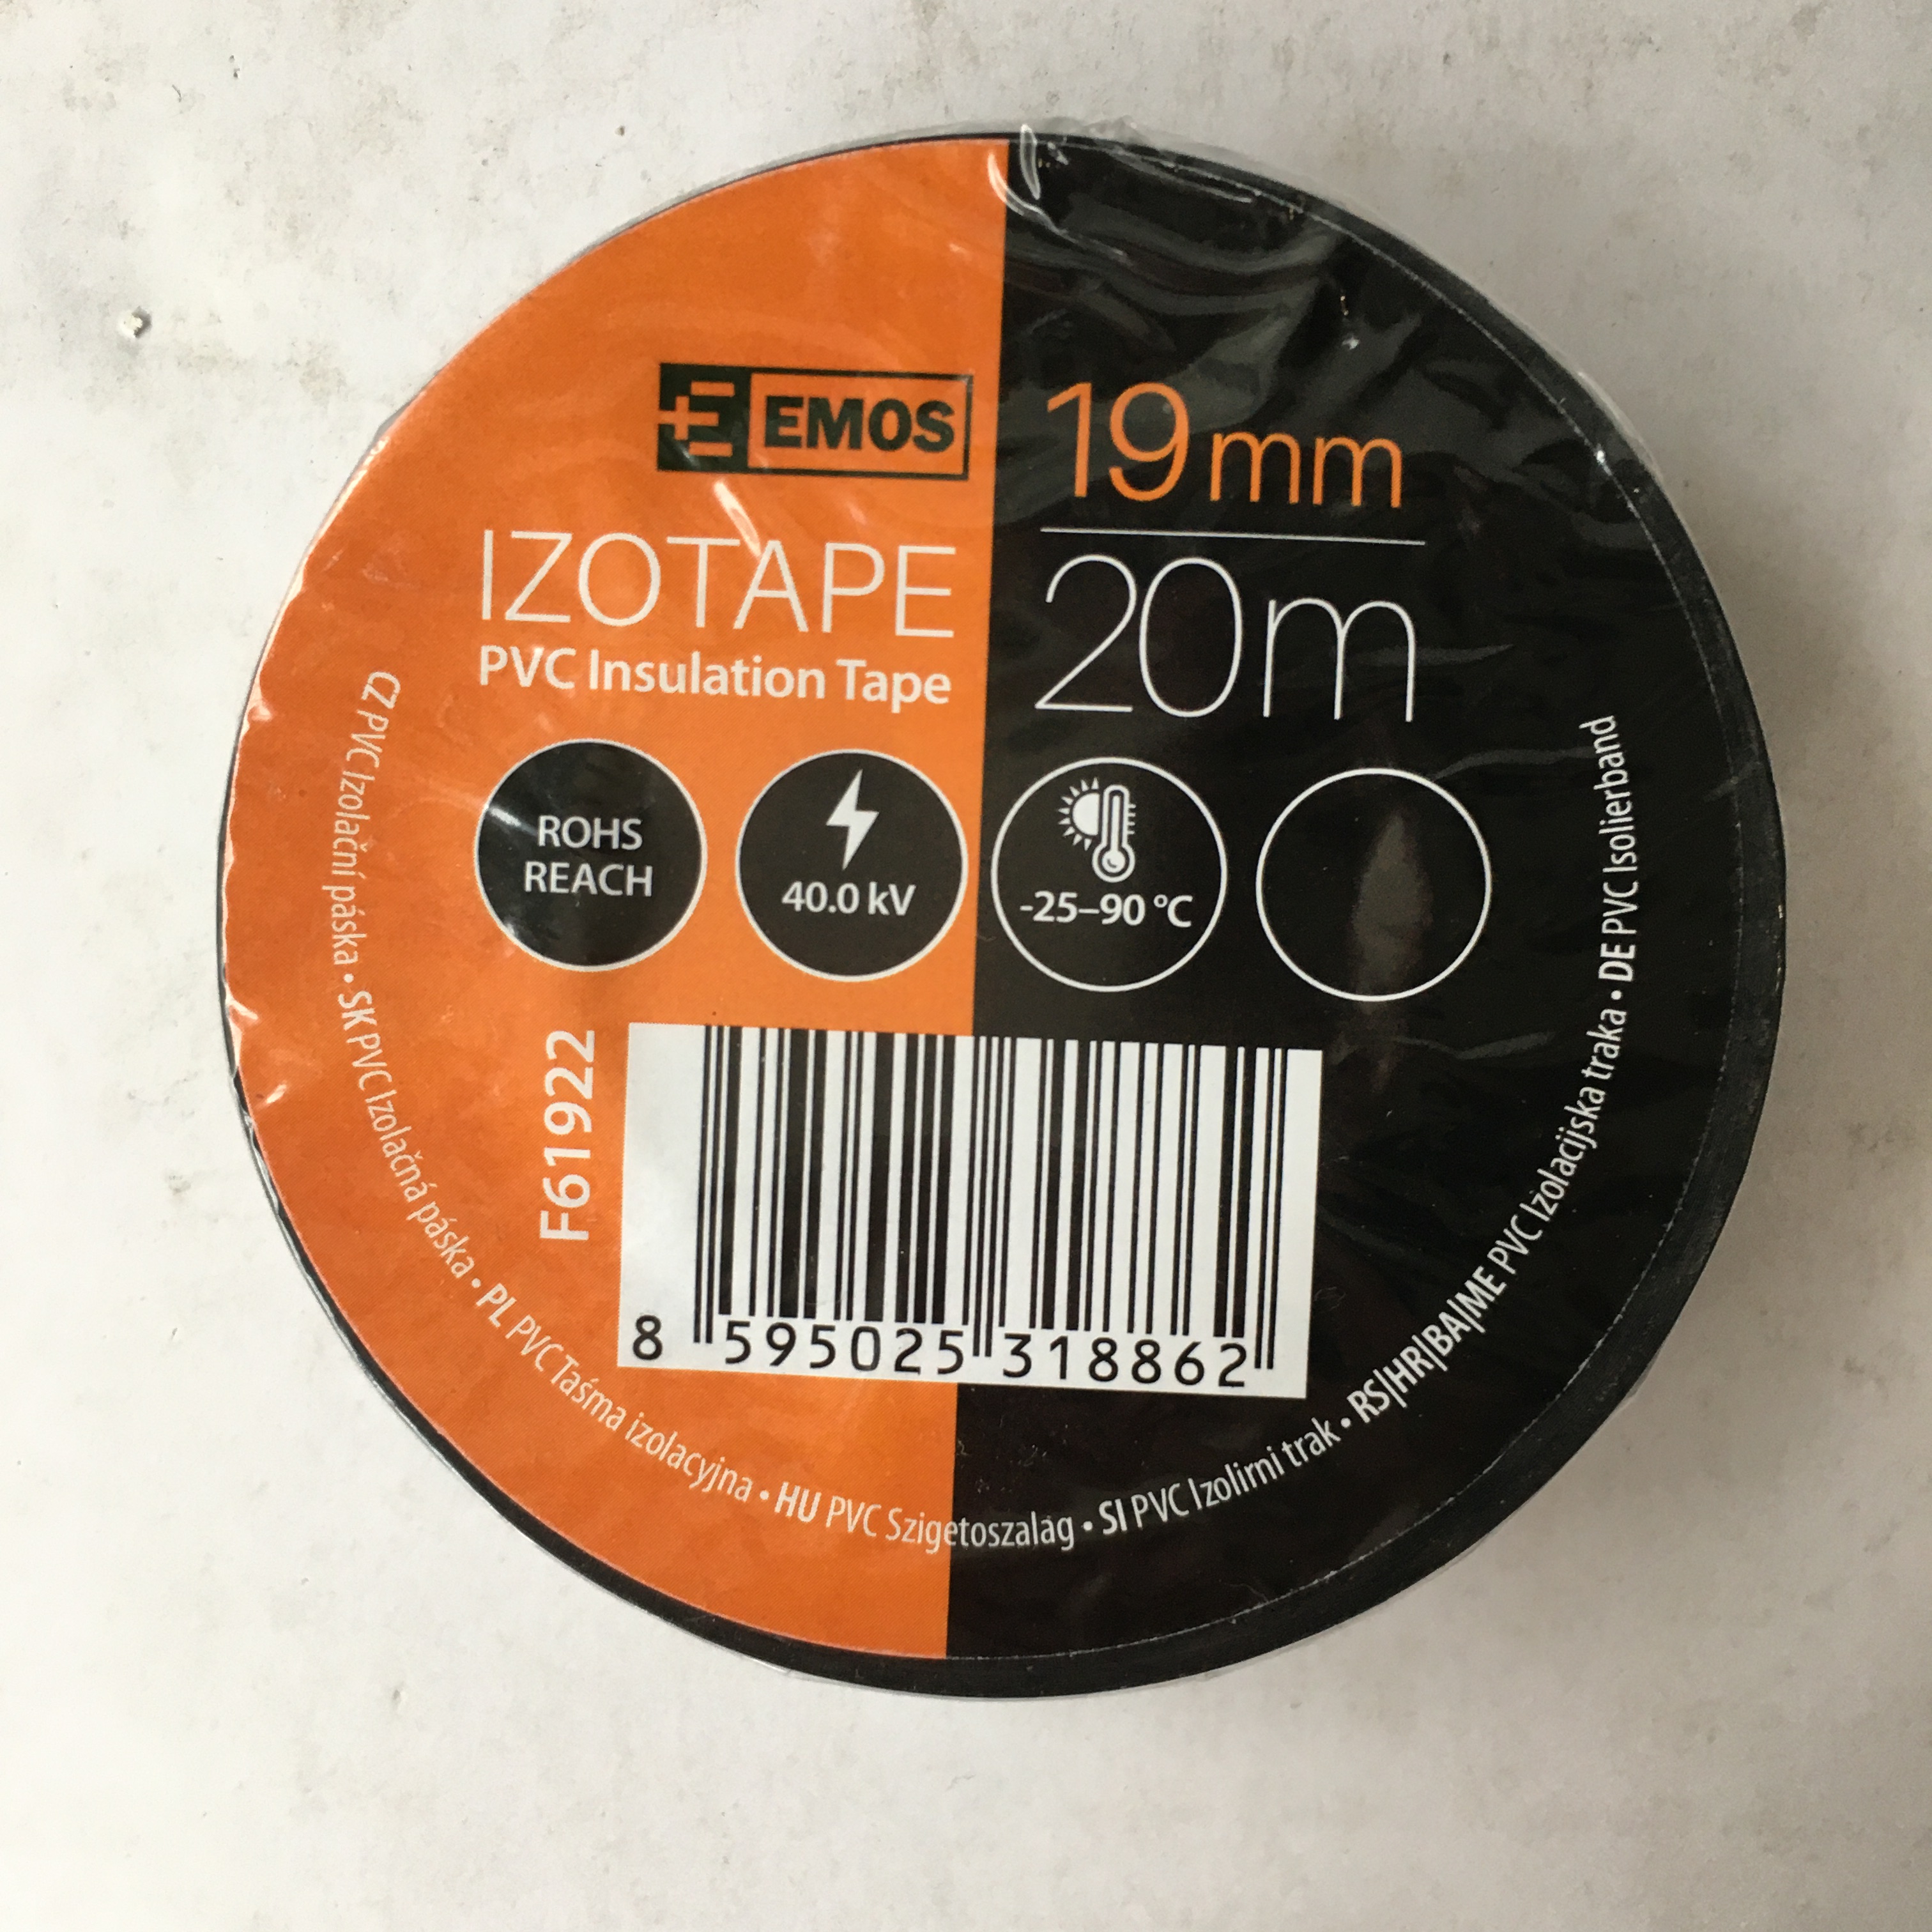 EMOS
19 mm
IZOTAPE
20 m
PVC Insulation Tape
ROHS
REACH
40.0 kV
-25–90 °C
F61922
8 595025 318862
CZ PVC Izolační páska • SK PVC Izolačná páska • PL PVC Taśma izolacyjna • HU PVC Szigetoszalag • SI PVC Izolirni trak • RS|HR|BA|ME PVC Izolacijska traka • DE PVC Isolierband